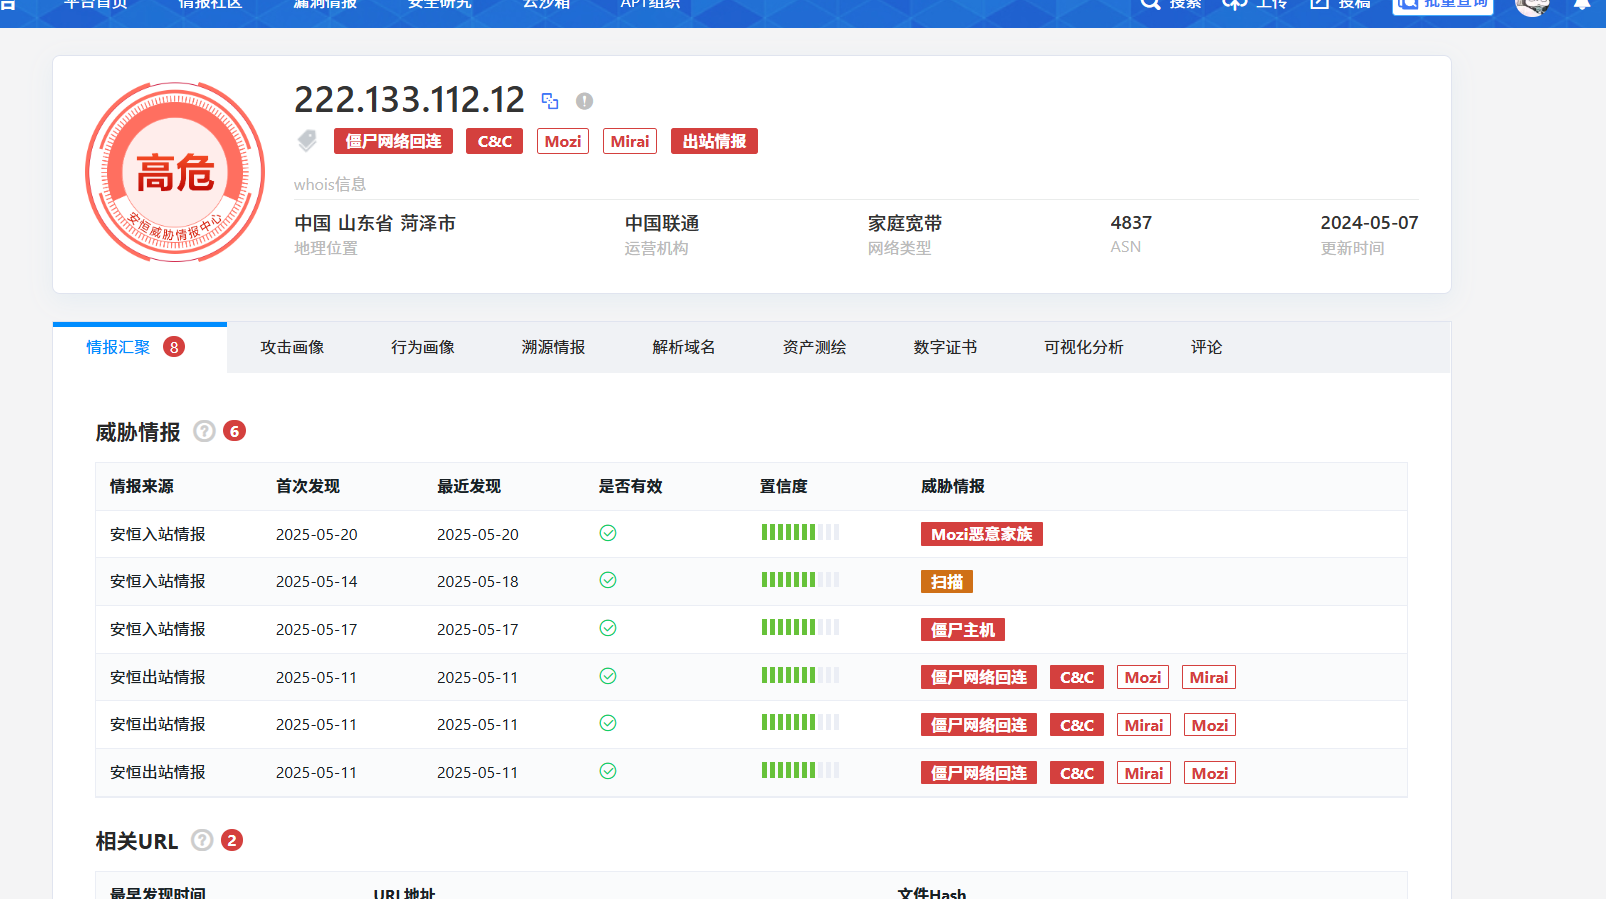 台 平台首页 情报社区 漏洞情报 安全研究 云沙箱 APT组织 搜索 上传 投稿 批量查询
高危
安恒威胁情报中心
222.133.112.12
僵尸网络回连 C&C Mozi Mirai 出站情报
whois信息
中国 山东省 菏泽市 中国联通 家庭宽带 4837 2024-05-07
地理位置 运营机构 网络类型 ASN 更新时间
情报汇聚 8 攻击画像 行为画像 溯源情报 解析域名 资产测绘 数字证书 可视化分析 评论
威胁情报 ? 6
情报来源 首次发现 最近发现 是否有效 置信度 威胁情报
安恒入站情报 2025-05-20 2025-05-20 Mozi恶意家族
安恒入站情报 2025-05-14 2025-05-18 扫描
安恒入站情报 2025-05-17 2025-05-17 僵尸主机
安恒出站情报 2025-05-11 2025-05-11 僵尸网络回连 C&C Mozi Mirai
安恒出站情报 2025-05-11 2025-05-11 僵尸网络回连 C&C Mirai Mozi
安恒出站情报 2025-05-11 2025-05-11 僵尸网络回连 C&C Mirai Mozi
相关URL ? 2
最早发现时间 URL地址 文件Hash